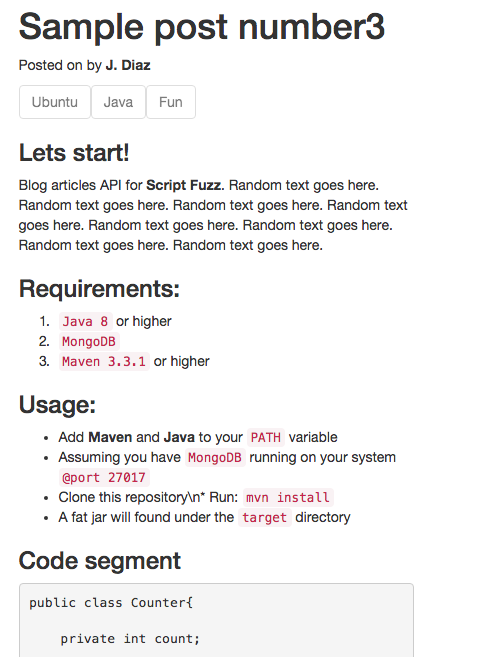 Sample post number3
Posted on by J. Diaz
Ubuntu Java Fun
Lets start!
Blog articles API for Script Fuzz. Random text goes here.
Random text goes here. Random text goes here. Random text
goes here. Random text goes here. Random text goes here.
Random text goes here. Random text goes here.
Requirements:
1. Java 8 or higher
2. MongoDB
3. Maven 3.3.1 or higher
Usage:
• Add Maven and Java to your PATH variable
• Assuming you have MongoDB running on your system
@port 27017
• Clone this repository\n* Run: mvn install
• A fat jar will found under the target directory
Code segment
public class Counter{
private int count;